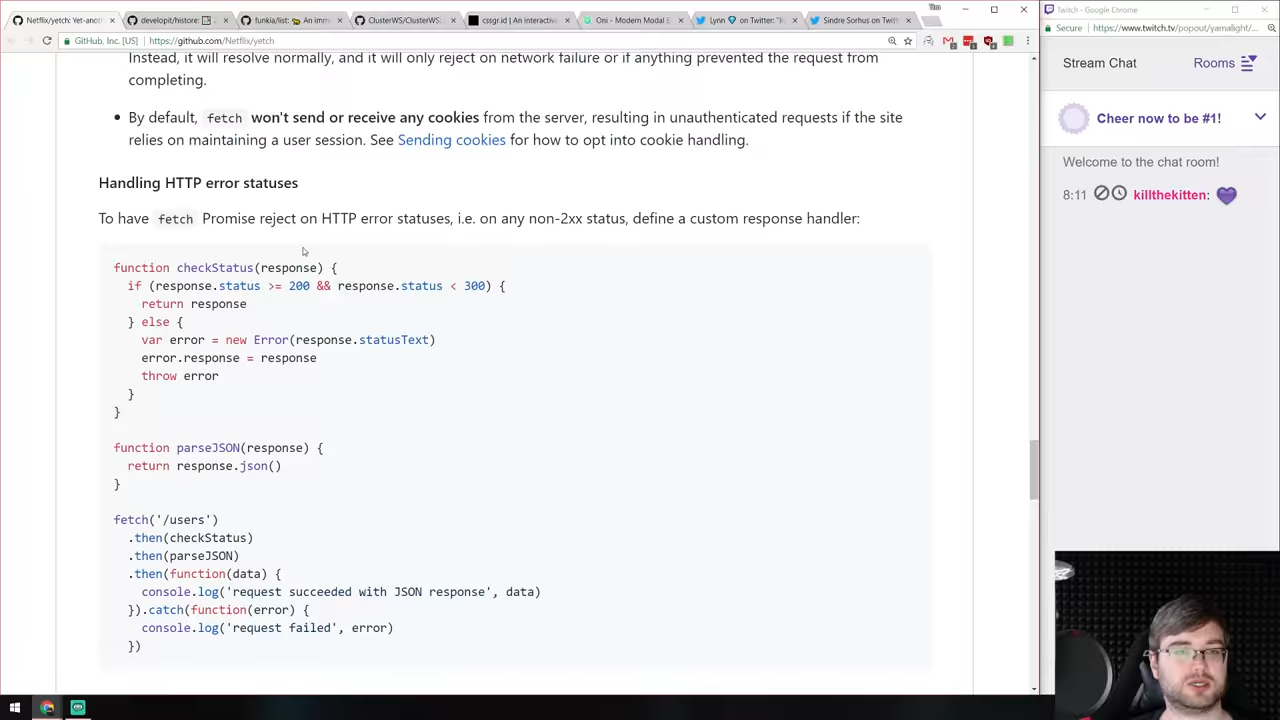 Netflix/yetch: Yet-anot
developit/histore:
funkia/list: An imm
ClusterWS/ClusterWS:
cssgr.id | An interactive
Oni - Modern Modal E
Lynn on Twitter: "I
Sindre Sorhus on Twitt
Tim
GitHub, Inc. [US] https://github.com/Netflix/yetch
Instead, it will resolve normally, and it will only reject on network failure or if anything prevented the request from
completing.
By default, fetch won't send or receive any cookies from the server, resulting in unauthenticated requests if the site
relies on maintaining a user session. See Sending cookies for how to opt into cookie handling.
Handling HTTP error statuses
To have fetch Promise reject on HTTP error statuses, i.e. on any non-2xx status, define a custom response handler:
function checkStatus(response) {
if (response.status >= 200 && response.status < 300) {
return response
} else {
var error = new Error(response.statusText)
error.response = response
throw error
}
}
function parseJSON(response) {
return response.json()
}
fetch('/users')
.then(checkStatus)
.then(parseJSON)
.then(function(data) {
console.log('request succeeded with JSON response', data)
}).catch(function(error) {
console.log('request failed', error)
})
Twitch - Google Chrome
Secure https://www.twitch.tv/popout/yamalight/...
Stream Chat
Rooms
Cheer now to be #1!
Welcome to the chat room!
8:11 killthekitten: